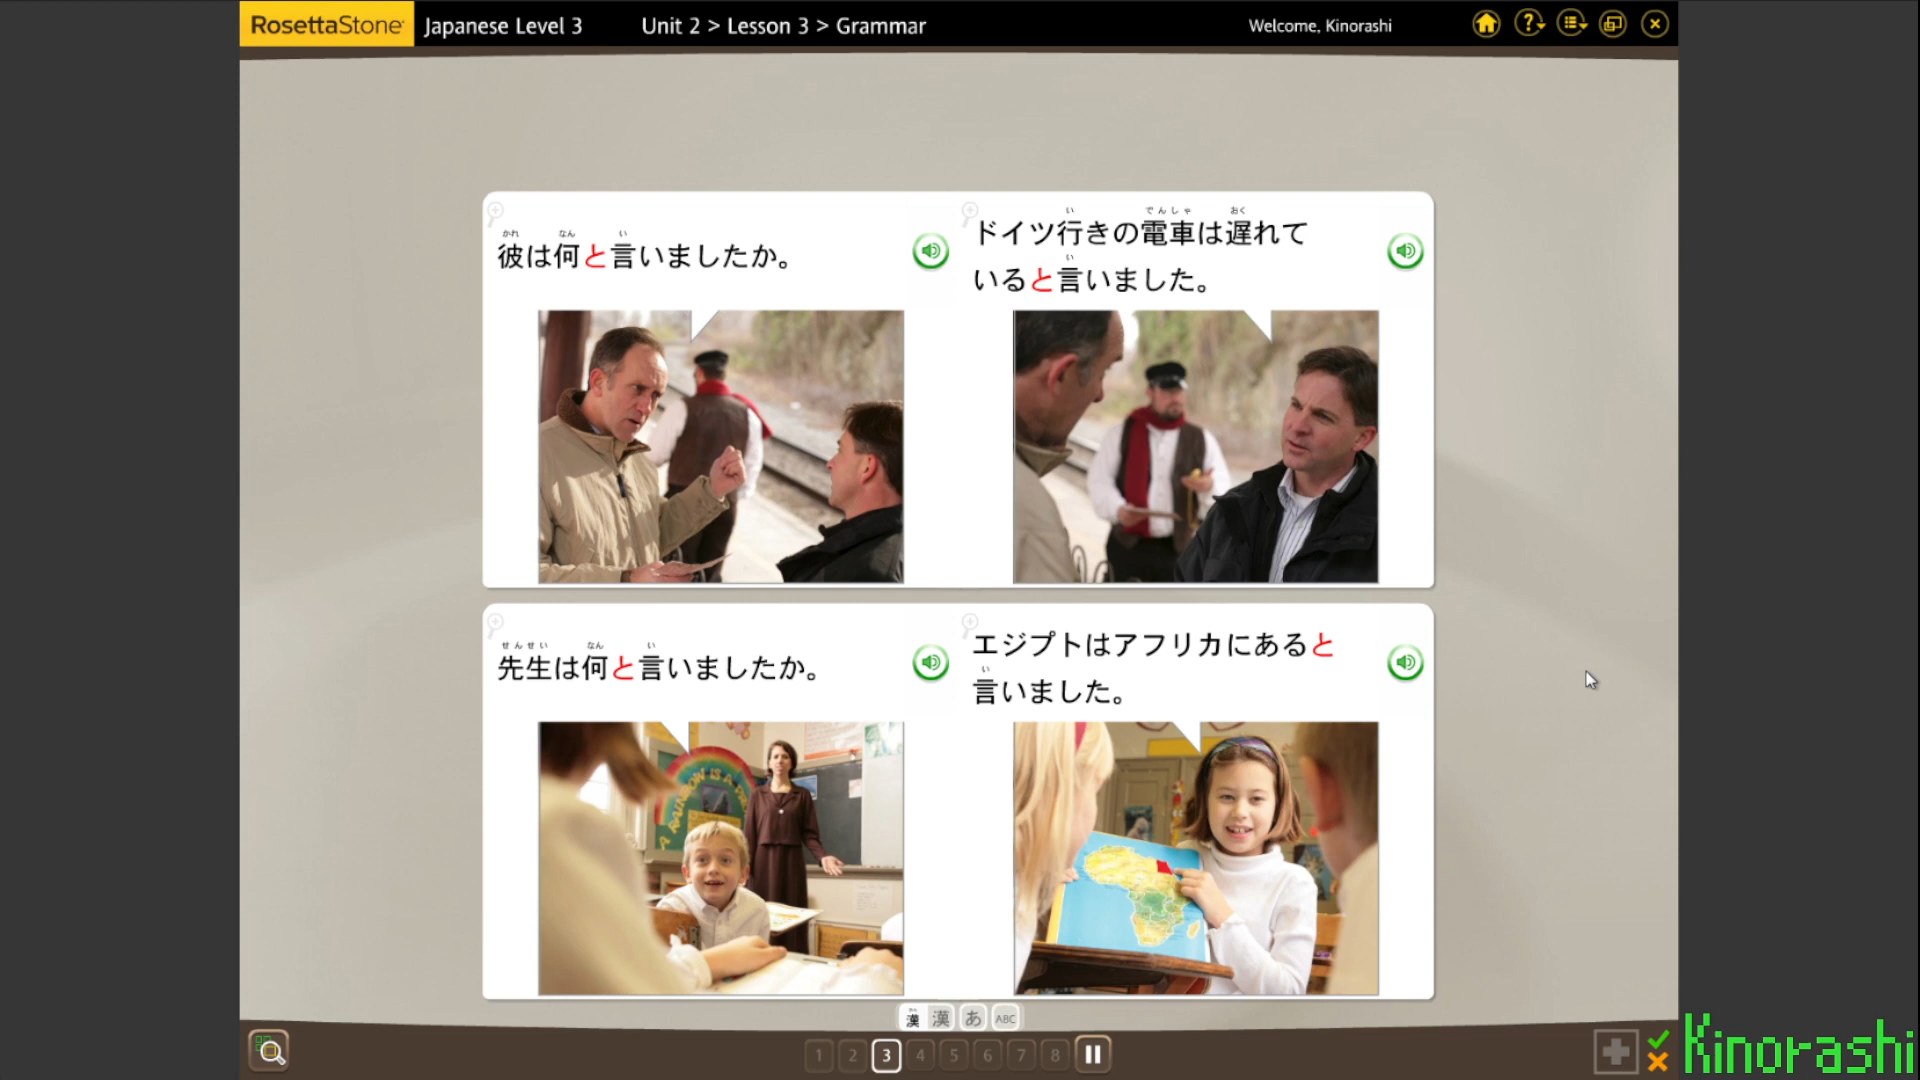 RosettaStone Japanese Level 3 Unit 2 > Lesson 3 > Grammar Welcome, Kinorashi
かれ なん い
彼は何と言いましたか。
い でんしゃ おく
ドイツ行きの電車は遅れて
い
いると言いました。
せんせい なん い
先生は何と言いましたか。
エジプトはアフリカにあると
い
言いました。
A RAINBOW IS A
漢 漢 あ ABC
1 2 3 4 5 6 7 8
Kinorashi